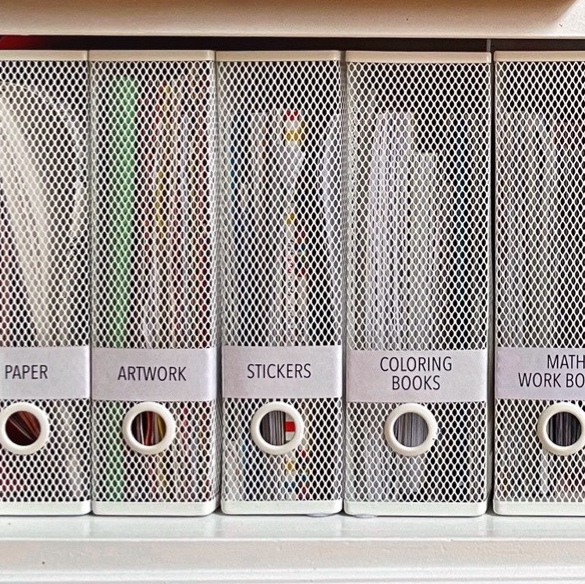 PAPER
ARTWORK
STICKERS
COLORING
BOOKS
MATH
WORK BO